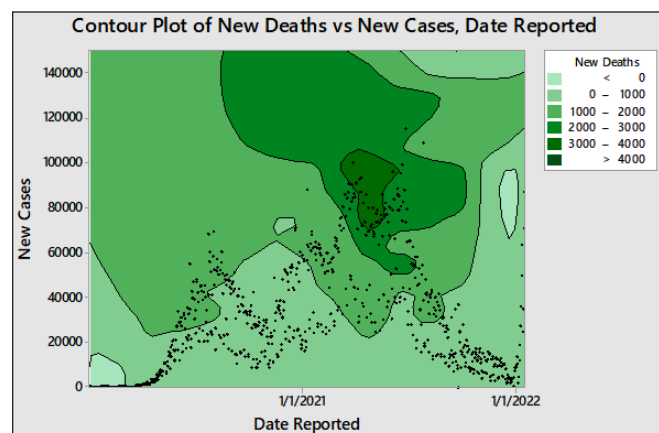 Contour Plot of New Deaths vs New Cases, Date Reported
New Deaths
< 0
0 – 1000
1000 – 2000
2000 – 3000
3000 – 4000
> 4000
140000
120000
100000
80000
60000
40000
20000
0
New Cases
1/1/2021
1/1/2022
Date Reported